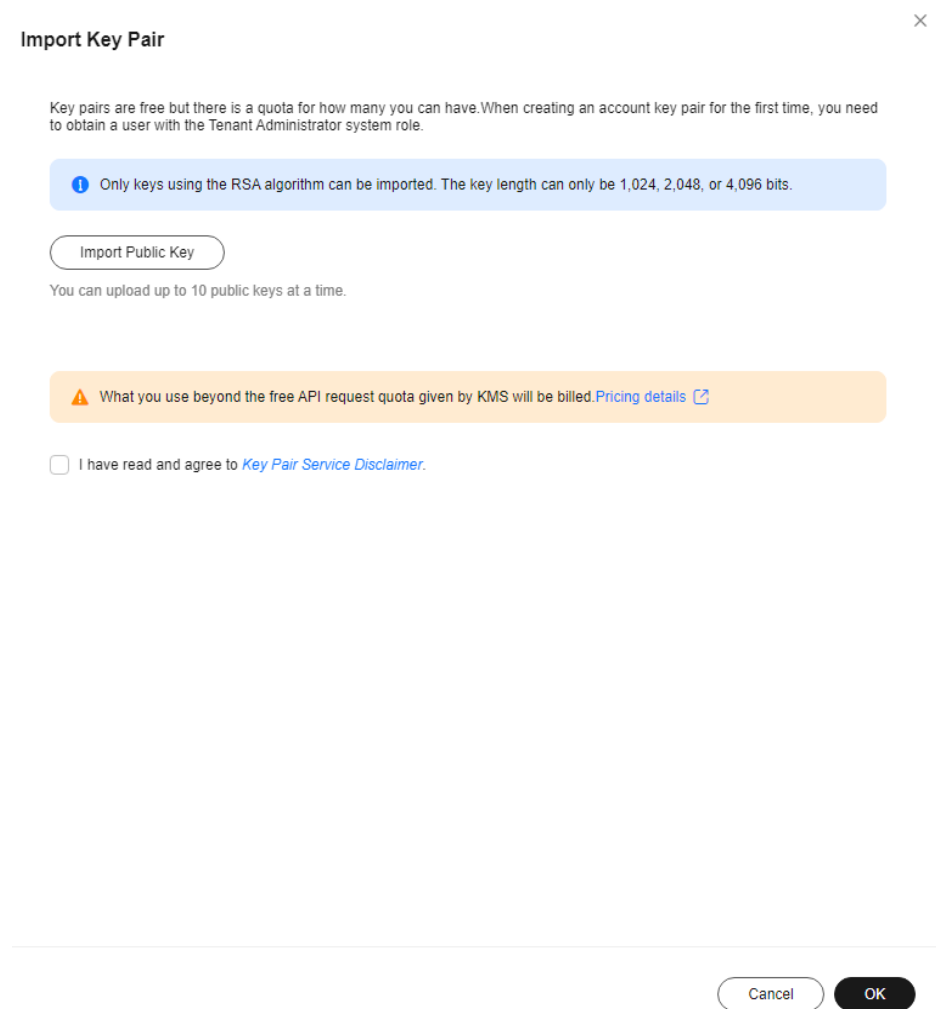 Import Key Pair
Key pairs are free but there is a quota for how many you can have.When creating an account key pair for the first time, you need
to obtain a user with the Tenant Administrator system role.
Only keys using the RSA algorithm can be imported. The key length can only be 1,024, 2,048, or 4,096 bits.
Import Public Key
You can upload up to 10 public keys at a time.
What you use beyond the free API request quota given by KMS will be billed.Pricing details
I have read and agree to Key Pair Service Disclaimer.
Cancel OK